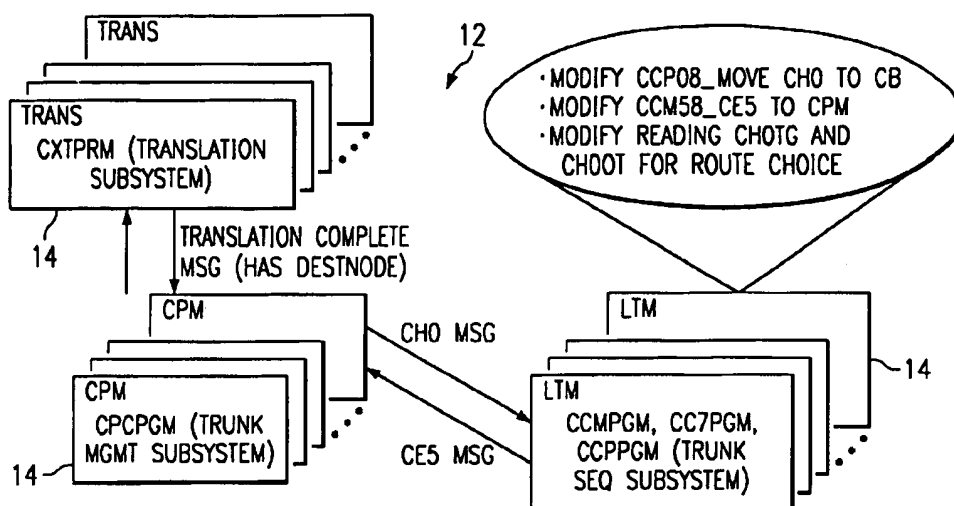 TRANS
12
TRANS
CXTPRM (TRANSLATION
SUBSYSTEM)
14
·MODIFY CCP08_MOVE CH0 TO CB
·MODIFY CCM58_CE5 TO CPM
·MODIFY READING CHOTG AND
CHOOT FOR ROUTE CHOICE
TRANSLATION COMPLETE
MSG (HAS DESTNODE)
CPM
CPM
CPCPGM (TRUNK
MGMT SUBSYSTEM)
14
CH0 MSG
CE5 MSG
LTM
14
LTM
CCMPGM, CC7PGM,
CCPPGM (TRUNK
SEQ SUBSYSTEM)